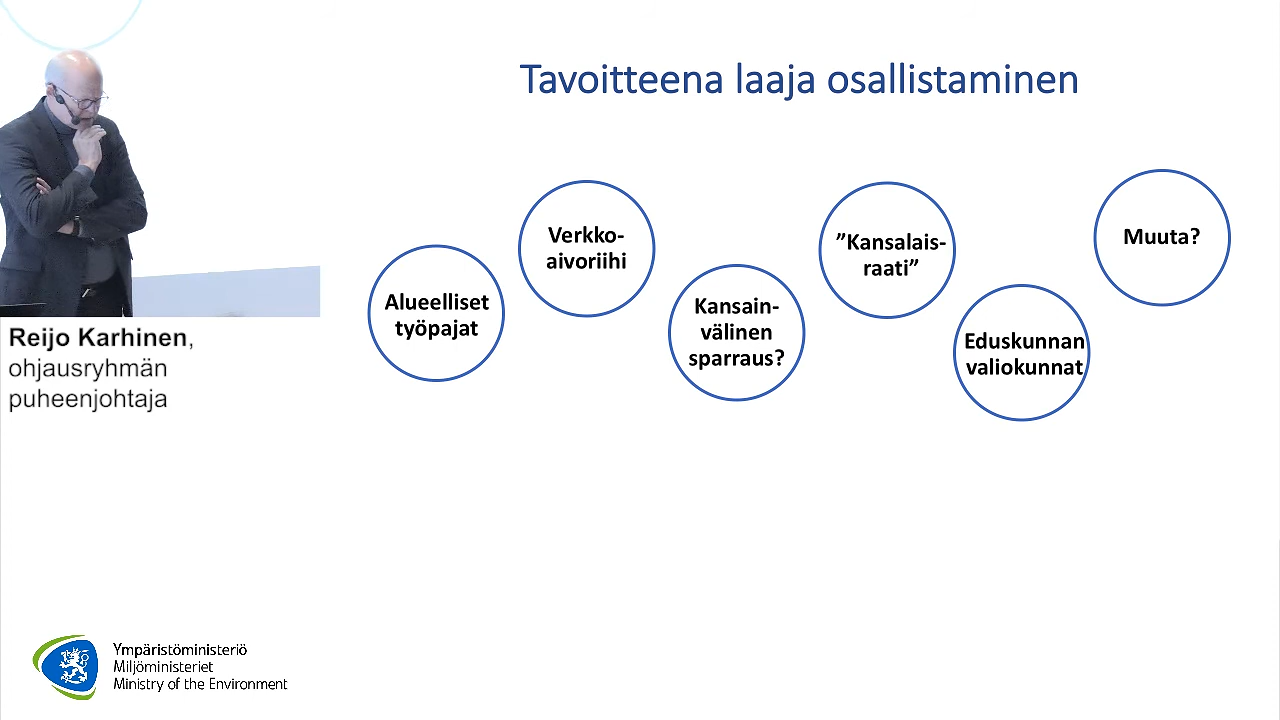 Tavoitteena laaja osallistaminen
Alueelliset
työpajat
Verkko-
aivoriihi
Kansain-
välinen
sparraus?
”Kansalais-
raati”
Eduskunnan
valiokunnat
Muuta?
Reijo Karhinen,
ohjausryhmän
puheenjohtaja
Ympäristöministeriö
Miljöministeriet
Ministry of the Environment